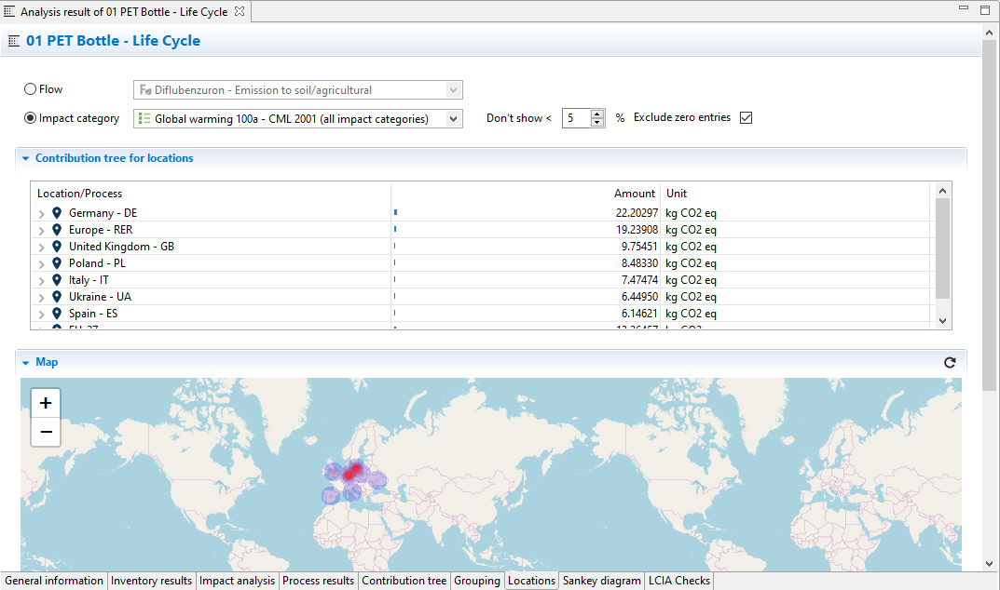 Analysis result of 01 PET Bottle - Life Cycle
01 PET Bottle - Life Cycle
Flow
Diflubenzuron - Emission to soil/agricultural
Impact category
Global warming 100a - CML 2001 (all impact categories)
Don't show < 5 % Exclude zero entries
Contribution tree for locations
Location/Process Amount Unit
Germany - DE 22.20297 kg CO2 eq
Europe - RER 19.23908 kg CO2 eq
United Kingdom - GB 9.75451 kg CO2 eq
Poland - PL 8.48330 kg CO2 eq
Italy - IT 7.47474 kg CO2 eq
Ukraine - UA 6.44950 kg CO2 eq
Spain - ES 6.14621 kg CO2 eq
Map
+
−
General information Inventory results Impact analysis Process results Contribution tree Grouping Locations Sankey diagram LCIA Checks